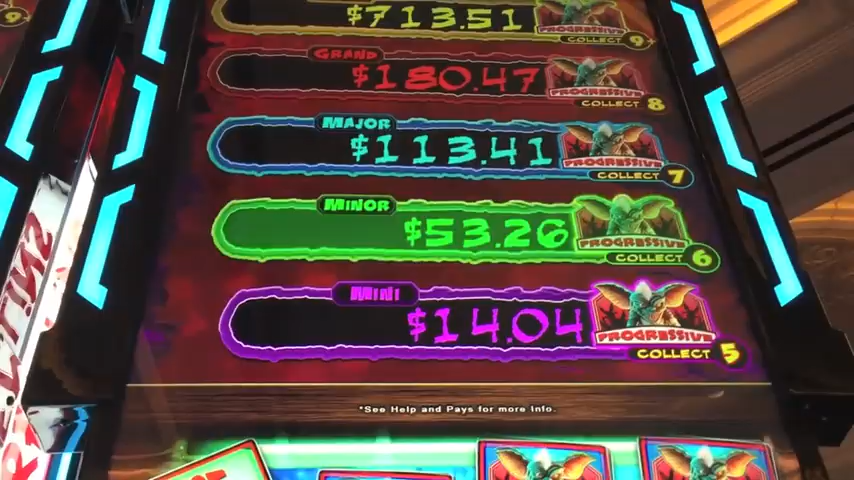 $713.51
PROGRESSIVE
COLLECT 9
GRAND
$180.47
PROGRESSIVE
COLLECT 8
MAJOR
$113.41
PROGRESSIVE
COLLECT 7
MINOR
$53.26
PROGRESSIVE
COLLECT 6
MINI
$14.04
PROGRESSIVE
COLLECT 5
*See Help and Pays for more Info.
9